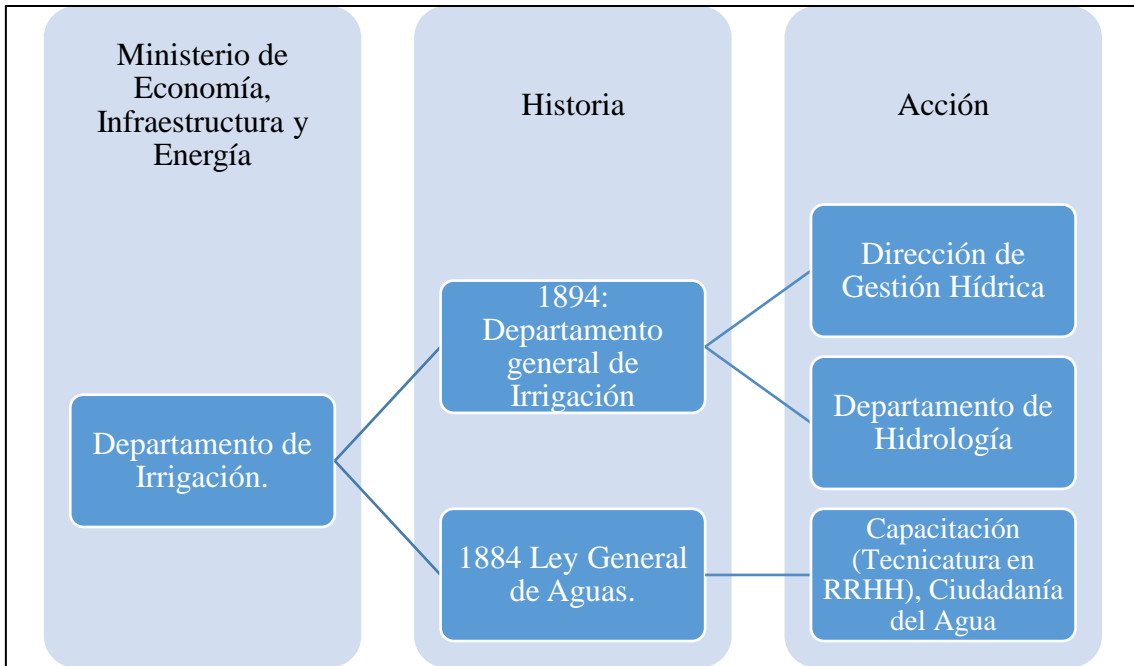 Ministerio de
Economía,
Infraestructura y
Energía
Historia
Acción
Departamento de
Irrigación.
1894:
Departamento
general de
Irrigación
1884 Ley General
de Aguas.
Dirección de
Gestión Hídrica
Departamento de
Hidrología
Capacitación
(Tecnicatura en
RRHH), Ciudadanía
del Agua